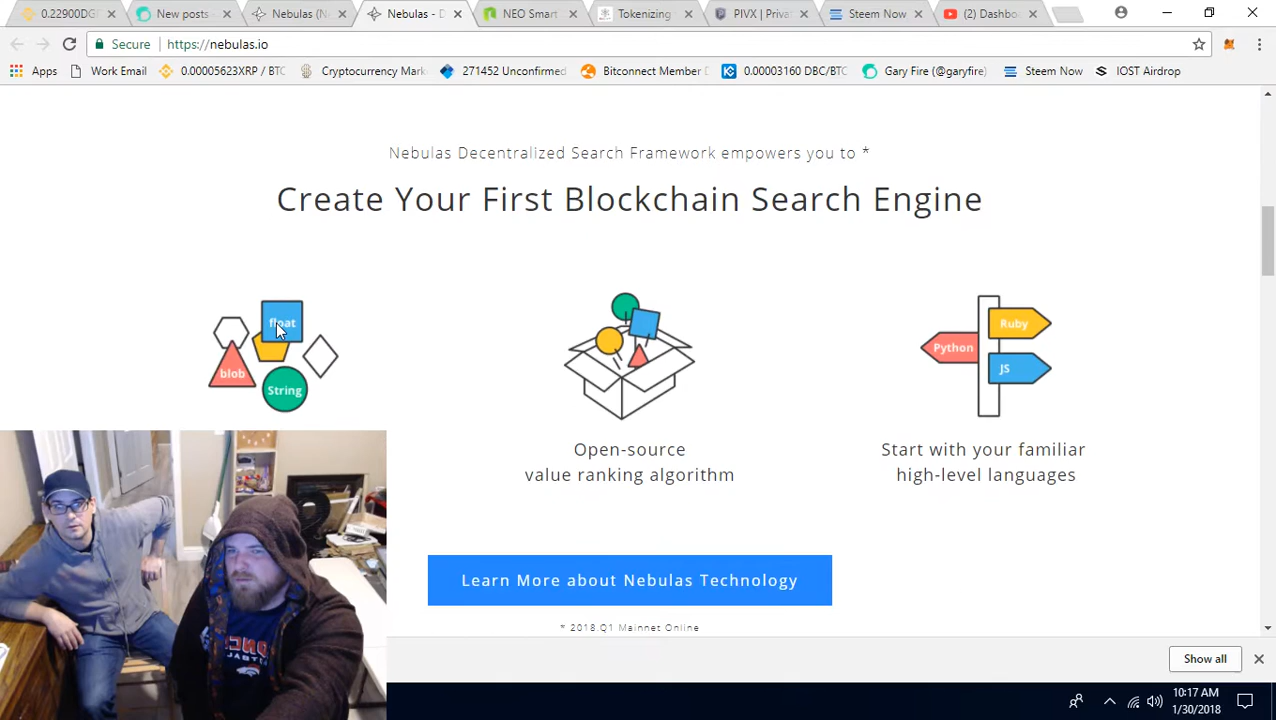 0.22900DG
New posts
Nebulas (N
Nebulas - D
NEO Smart
Tokenizing
PIVX | Priva
Steem Now
(2) Dashbo
Secure
https://nebulas.io
Apps
Work Email
0.00005623XRP / BTC
Cryptocurrency Mark
271452 Unconfirmed
Bitconnect Member
0.00003160 DBC/BTC
Gary Fire (@garyfire)
Steem Now
IOST Airdrop
Nebulas Decentralized Search Framework empowers you to *
Create Your First Blockchain Search Engine
float
blob
String
Ruby
Python
JS
Open-source
value ranking algorithm
Start with your familiar
high-level languages
Learn More about Nebulas Technology
* 2018.Q1 Mainnet Online
Show all
10:17 AM
1/30/2018